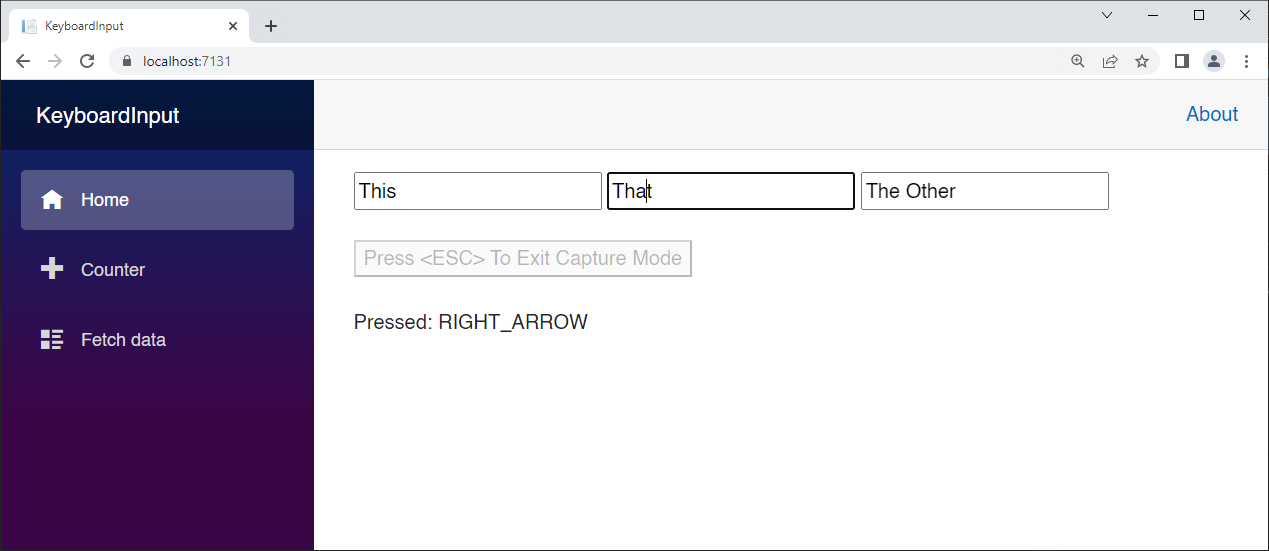 KeyboardInput
localhost:7131
KeyboardInput
About
Home
Counter
Fetch data
This That The Other
Press <ESC> To Exit Capture Mode
Pressed: RIGHT_ARROW